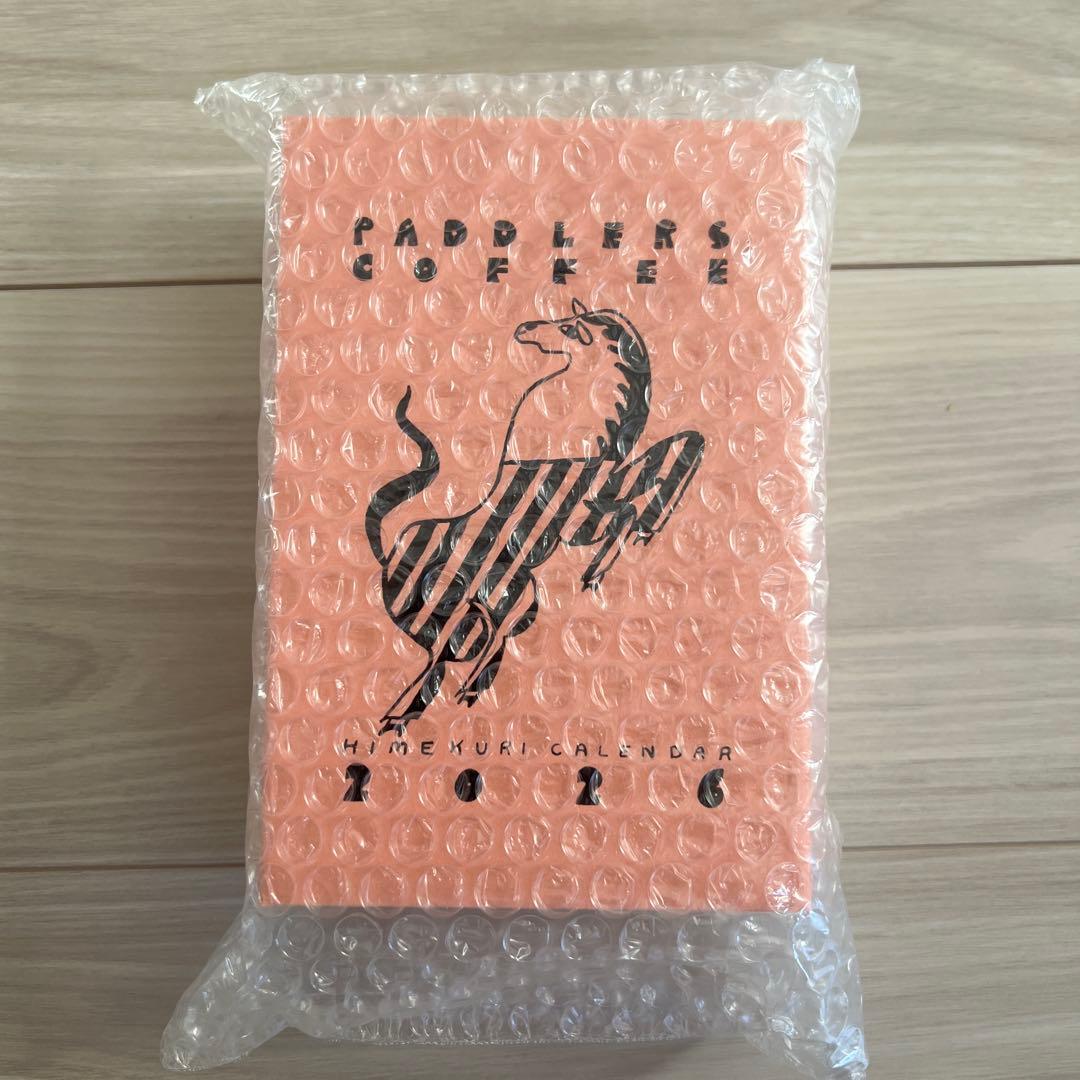 PADDLERS
COFFEE
HIMEKURI CALENDAR
2026